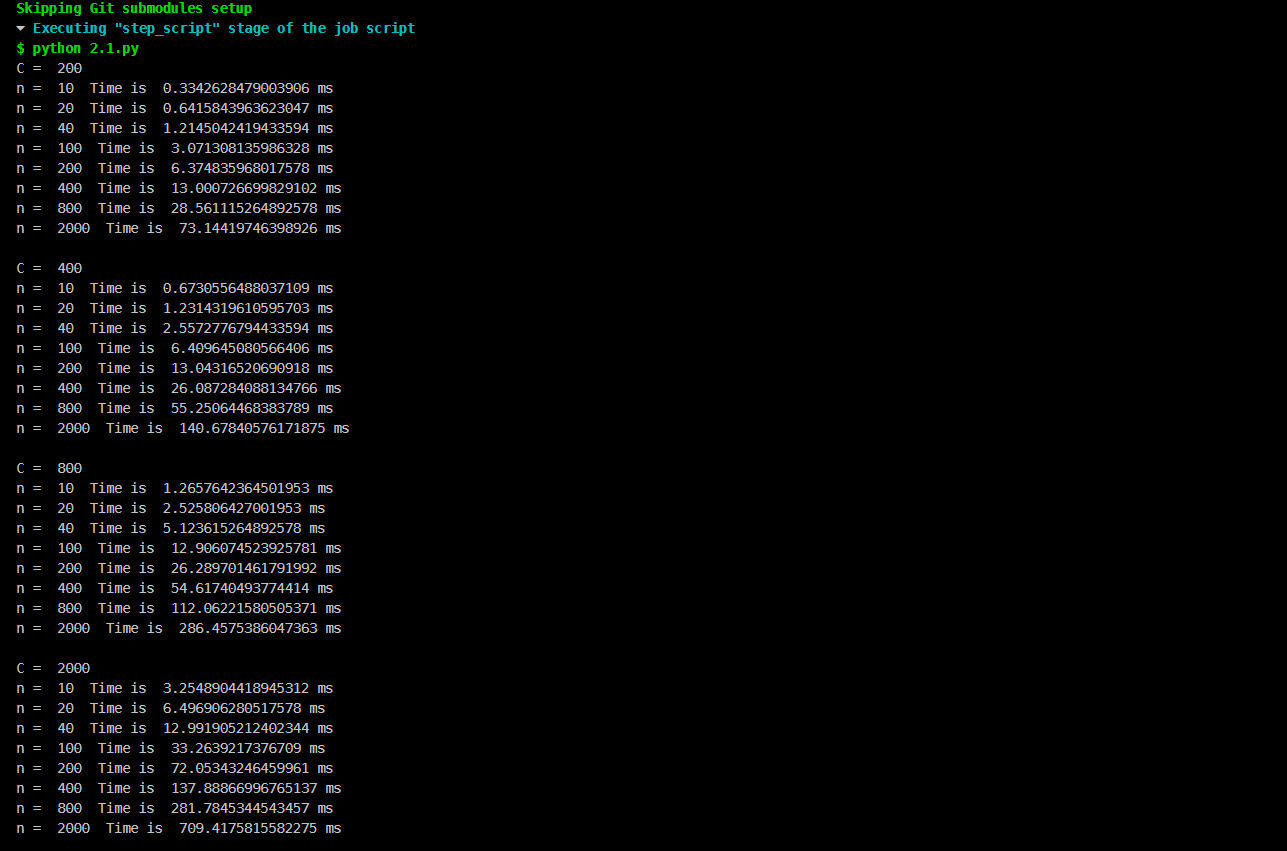 Skipping Git submodules setup
Executing "step_script" stage of the job script
$ python 2.1.py
C =  200
n =  10  Time is  0.3342628479003906 ms
n =  20  Time is  0.6415843963623047 ms
n =  40  Time is  1.2145042419433594 ms
n =  100  Time is  3.071308135986328 ms
n =  200  Time is  6.374835968017578 ms
n =  400  Time is  13.000726699829102 ms
n =  800  Time is  28.561115264892578 ms
n =  2000  Time is  73.14419746398926 ms

C =  400
n =  10  Time is  0.6730556488037109 ms
n =  20  Time is  1.2314319610595703 ms
n =  40  Time is  2.5572776794433594 ms
n =  100  Time is  6.409645080566406 ms
n =  200  Time is  13.04316520690918 ms
n =  400  Time is  26.087284088134766 ms
n =  800  Time is  55.25064468383789 ms
n =  2000  Time is  140.67840576171875 ms

C =  800
n =  10  Time is  1.2657642364501953 ms
n =  20  Time is  2.525806427001953 ms
n =  40  Time is  5.123615264892578 ms
n =  100  Time is  12.906074523925781 ms
n =  200  Time is  26.289701461791992 ms
n =  400  Time is  54.61740493774414 ms
n =  800  Time is  112.06221580505371 ms
n =  2000  Time is  286.4575386047363 ms

C =  2000
n =  10  Time is  3.2548904418945312 ms
n =  20  Time is  6.496906280517578 ms
n =  40  Time is  12.991905212402344 ms
n =  100  Time is  33.2639217376709 ms
n =  200  Time is  72.05343246459961 ms
n =  400  Time is  137.88866996765137 ms
n =  800  Time is  281.7845344543457 ms
n =  2000  Time is  709.4175815582275 ms